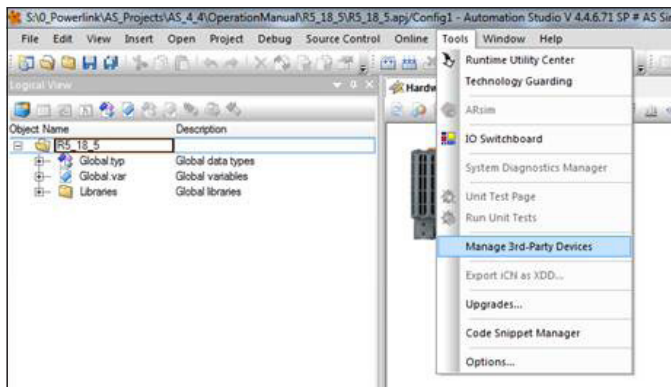 S:\0_Powerlink\AS_Projects\AS_4_4\OperationManual\R5_18_5\R5_18_5.apj/Config1 - Automation Studio V 4.4.6.71 SP # AS Si
File Edit View Insert Open Project Debug Source Control Online Tools Window Help
Logical View
Hardw
Object Name Description
R5_18_5
Global.typ Global data types
Global.var Global variables
Libraries Global libraries
Runtime Utility Center
Technology Guarding
ARsim
IO Switchboard
System Diagnostics Manager
Unit Test Page
Run Unit Tests
Manage 3rd-Party Devices
Export iCN as XDD...
Upgrades...
Code Snippet Manager
Options...